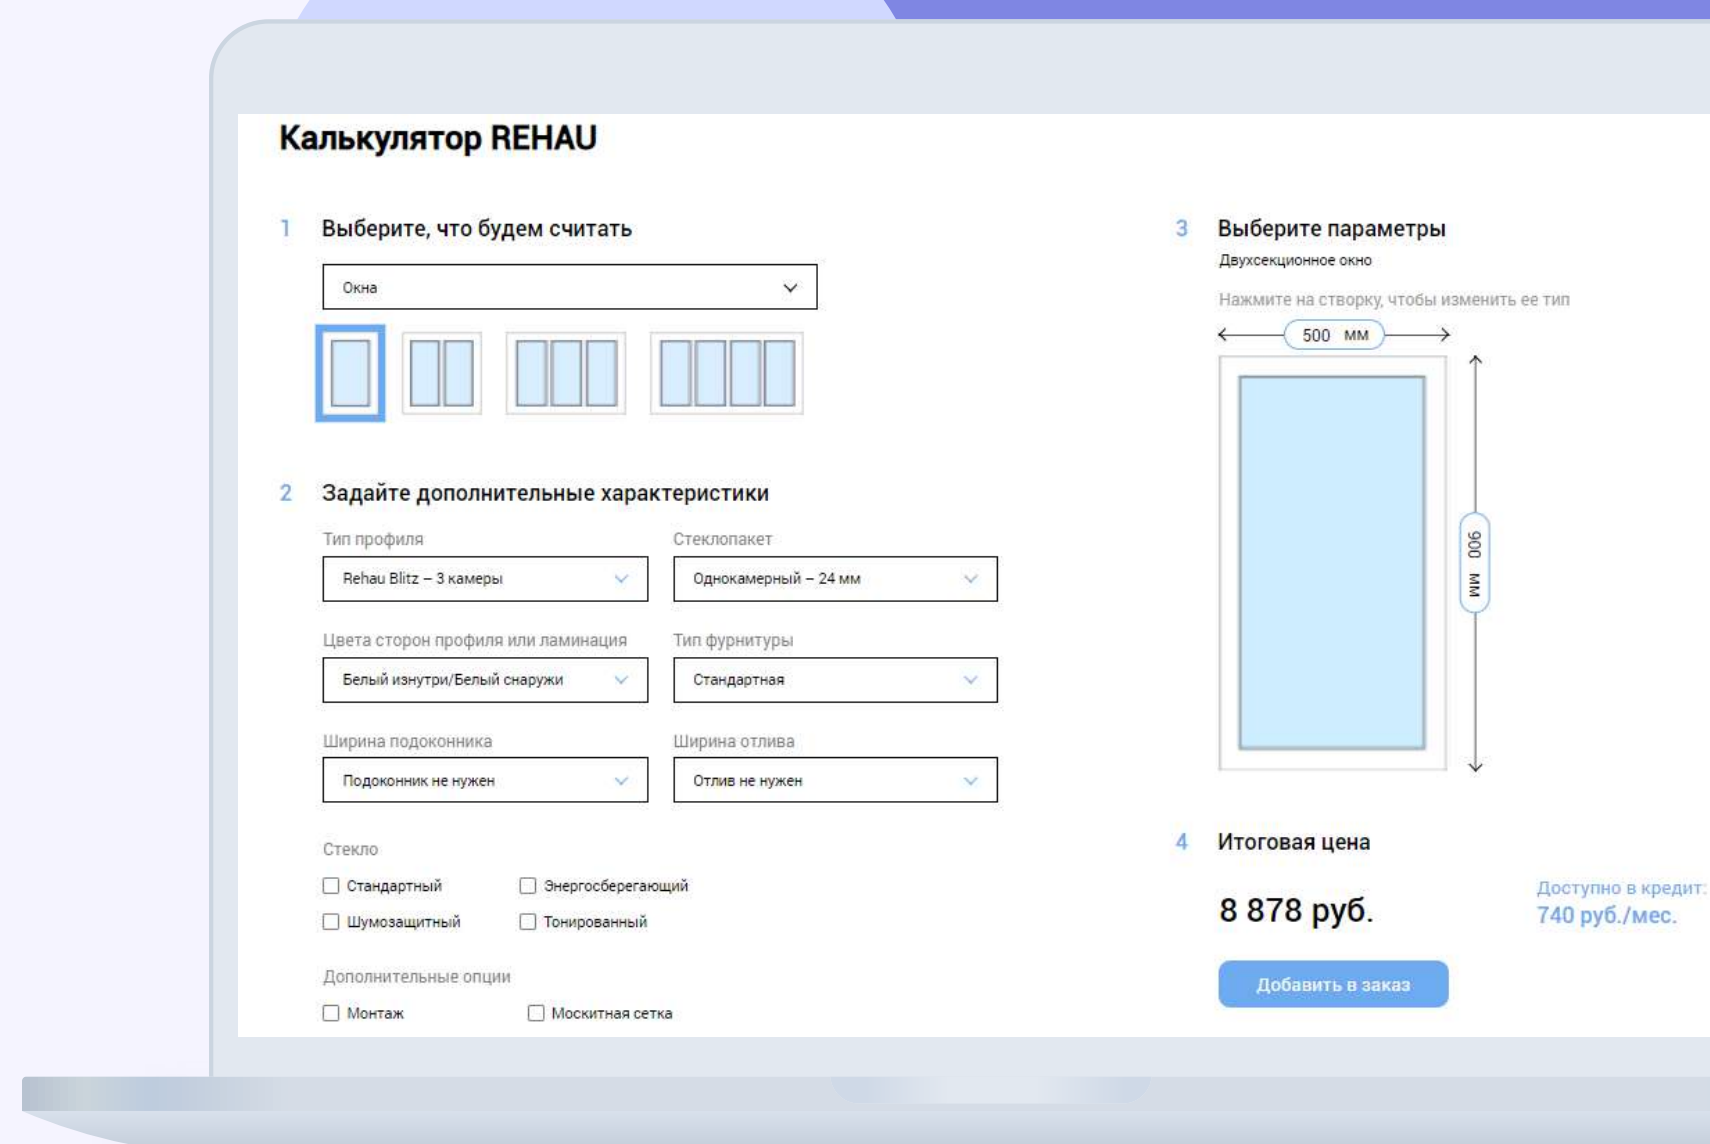 Калькулятор REHAU
1 Выберите, что будем считать
Окна
2 Задайте дополнительные характеристики
Тип профиля Стеклопакет
Rehau Blitz – 3 камеры Однокамерный – 24 мм
Цвета сторон профиля или ламинация Тип фурнитуры
Белый изнутри/Белый снаружи Стандартная
Ширина подоконника Ширина отлива
Подоконник не нужен Отлив не нужен
Стекло
Стандартный Энергосберегающий
Шумозащитный Тонированный
Дополнительные опции
Монтаж Москитная сетка
3 Выберите параметры
Двухсекционное окно
Нажмите на створку, чтобы изменить ее тип
500 мм
900 мм
4 Итоговая цена
8 878 руб.
Доступно в кредит:
740 руб./мес.
Добавить в заказ